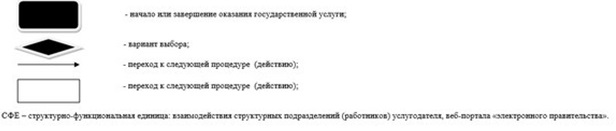 - начало или завершение оказания государственной услуги;
- вариант выбора;
- переход к следующей процедуре (действию);
- переход к следующей процедуре (действию);
СФЕ – структурно-функциональная единица: взаимодействия структурных подразделений (работников) услугодателя, веб-портала «электронного правительства».